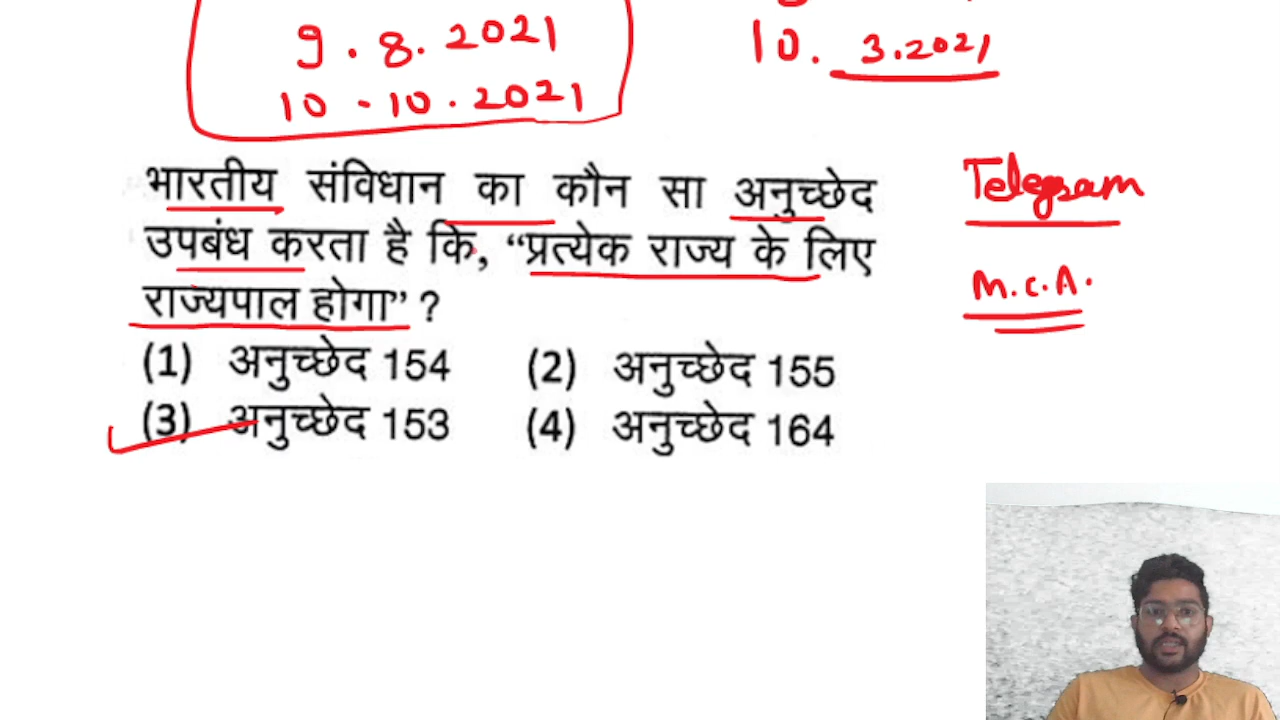 9.8.2021
10-10.2021
10. 3.2021
भारतीय संविधान का कौन सा अनुच्छेद
उपबंध करता है कि, “प्रत्येक राज्य के लिए
राज्यपाल होगा” ?
(1) अनुच्छेद 154 (2) अनुच्छेद 155
(3) अनुच्छेद 153 (4) अनुच्छेद 164
Telegram
M.C.A.